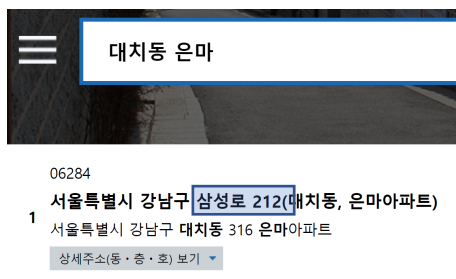 대치동 은마
06284
1
서울특별시 강남구 삼성로 212(대치동, 은마아파트)
서울특별시 강남구 대치동 316 은마아파트
상세주소(동・층・호) 보기 ▼